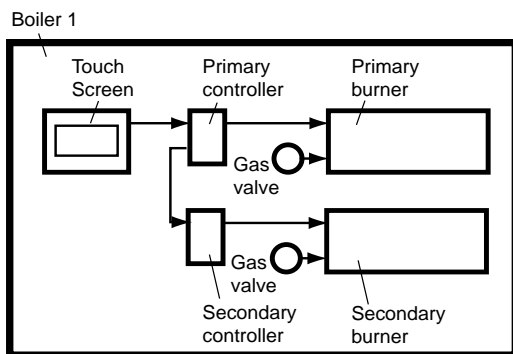 Boiler 1
Touch
Screen
Primary
controller
Primary
burner
Gas
valve
Gas
valve
Secondary
controller
Secondary
burner